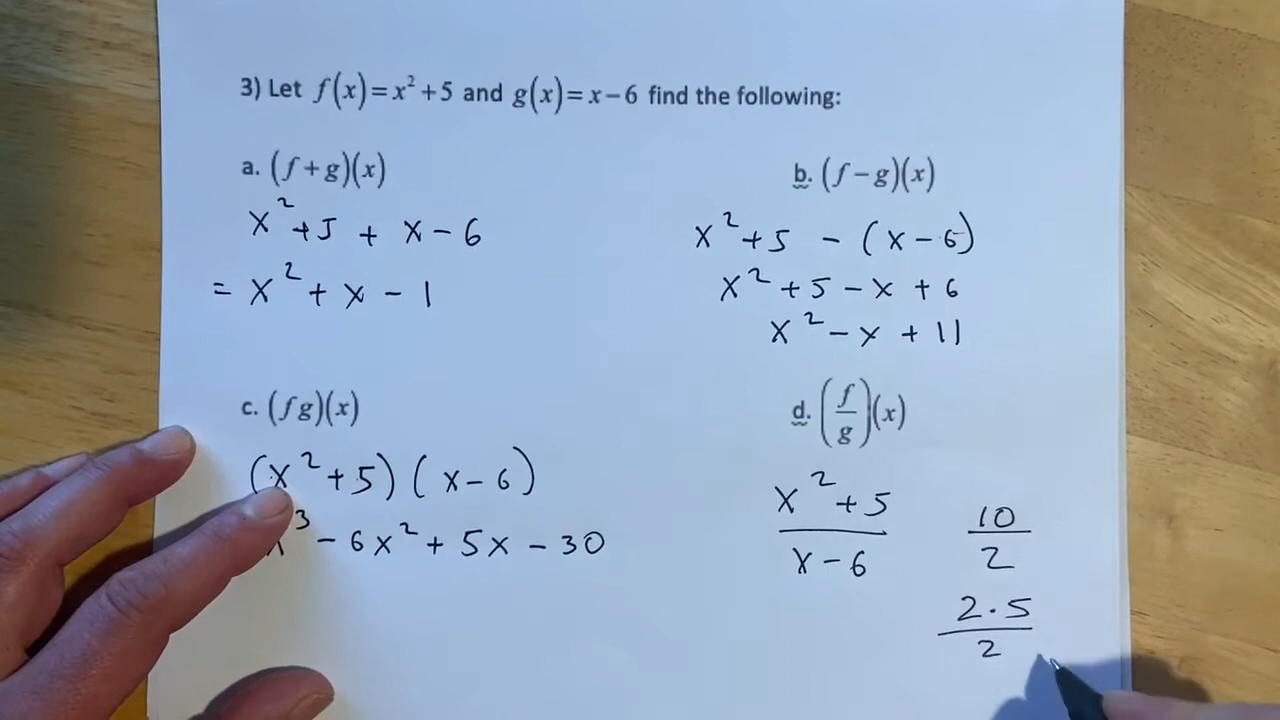 3) Let f(x)=x²+5 and g(x)=x−6 find the following:
a. (f+g)(x)
x²+5 + x−6
= x² + x − 1
b. (f−g)(x)
x²+5 − (x−6)
x²+5−x+6
x²−x+11
c. (fg)(x)
(x²+5)(x−6)
x³−6x²+5x−30
d. (f/g)(x)
x²+5
x−6
10
2
2·5
2